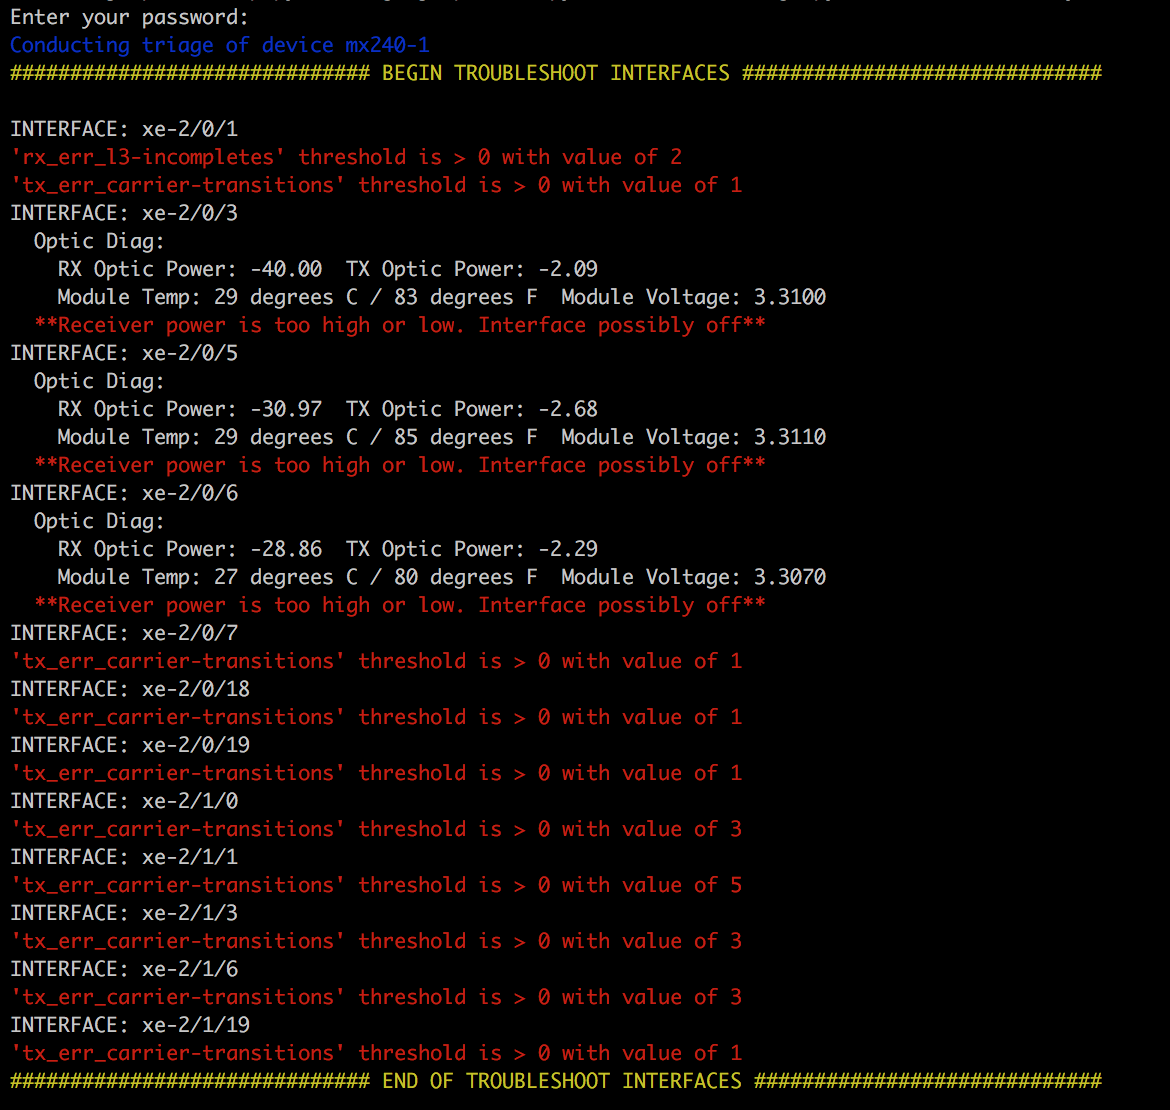 Enter your password:
Conducting triage of device mx240-1
############################## BEGIN TROUBLESHOOT INTERFACES ##############################
INTERFACE: xe-2/0/1
'rx_err_l3-incompletes' threshold is > 0 with value of 2
'tx_err_carrier-transitions' threshold is > 0 with value of 1
INTERFACE: xe-2/0/3
  Optic Diag:
    RX Optic Power: -40.00  TX Optic Power: -2.09
    Module Temp: 29 degrees C / 83 degrees F  Module Voltage: 3.3100
  **Receiver power is too high or low. Interface possibly off**
INTERFACE: xe-2/0/5
  Optic Diag:
    RX Optic Power: -30.97  TX Optic Power: -2.68
    Module Temp: 29 degrees C / 85 degrees F  Module Voltage: 3.3110
  **Receiver power is too high or low. Interface possibly off**
INTERFACE: xe-2/0/6
  Optic Diag:
    RX Optic Power: -28.86  TX Optic Power: -2.29
    Module Temp: 27 degrees C / 80 degrees F  Module Voltage: 3.3070
  **Receiver power is too high or low. Interface possibly off**
INTERFACE: xe-2/0/7
'tx_err_carrier-transitions' threshold is > 0 with value of 1
INTERFACE: xe-2/0/18
'tx_err_carrier-transitions' threshold is > 0 with value of 1
INTERFACE: xe-2/0/19
'tx_err_carrier-transitions' threshold is > 0 with value of 1
INTERFACE: xe-2/1/0
'tx_err_carrier-transitions' threshold is > 0 with value of 3
INTERFACE: xe-2/1/1
'tx_err_carrier-transitions' threshold is > 0 with value of 5
INTERFACE: xe-2/1/3
'tx_err_carrier-transitions' threshold is > 0 with value of 3
INTERFACE: xe-2/1/6
'tx_err_carrier-transitions' threshold is > 0 with value of 3
INTERFACE: xe-2/1/19
'tx_err_carrier-transitions' threshold is > 0 with value of 1
############################## END OF TROUBLESHOOT INTERFACES #############################